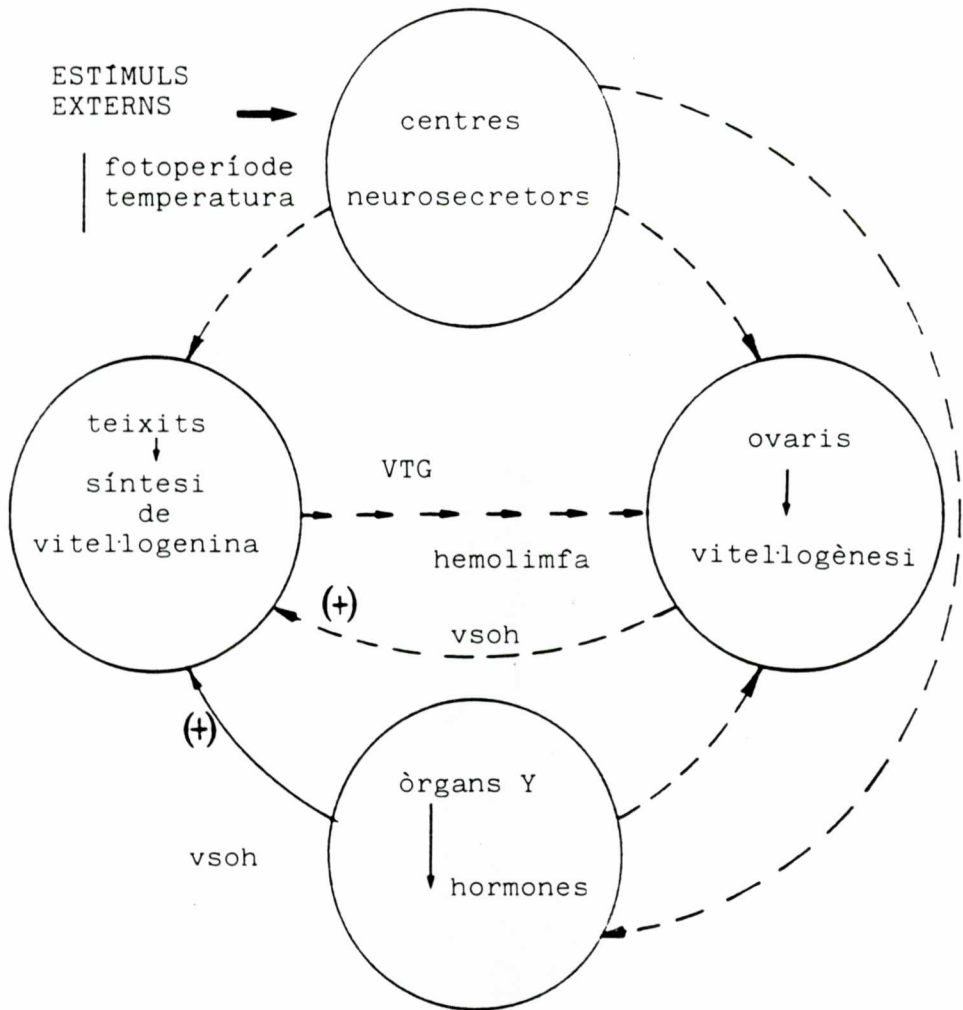 ESTÍMULS
EXTERNS
fotoperíode
temperatura
centres
neurosecretors
teixits
síntesi
de
vitel·logenina
VTG
hemolimfa
ovaris
vitel·logènesi
(+)
vsoh
(+)
vsoh
òrgans Y
hormones